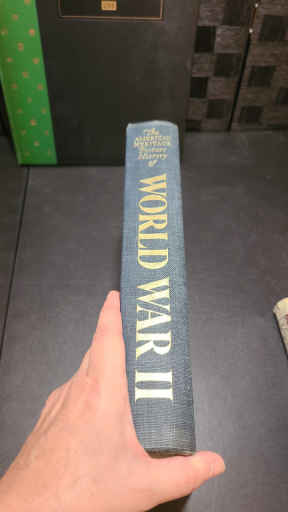 The
AMERICAN
HERITAGE
Picture
History
of
WORLD WAR II